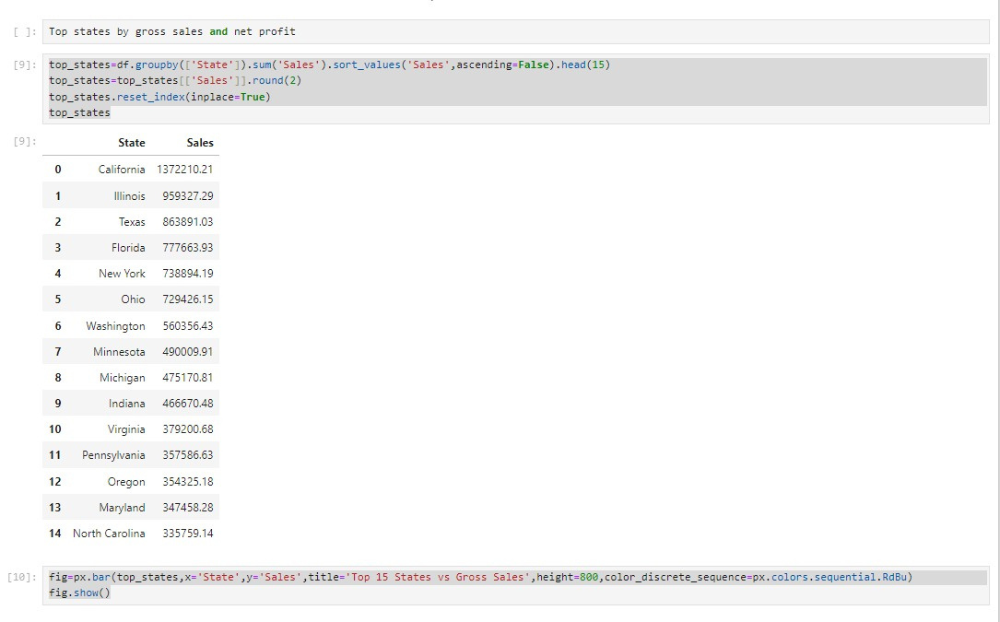 [ ]: Top states by gross sales and net profit
[9]: top_states=df.groupby(['State']).sum('Sales').sort_values('Sales',ascending=False).head(15)
top_states=top_states[['Sales']].round(2)
top_states.reset_index(inplace=True)
top_states
[9]: State Sales
0 California 1372210.21
1 Illinois 959327.29
2 Texas 863891.03
3 Florida 777663.93
4 New York 738894.19
5 Ohio 729426.15
6 Washington 560356.43
7 Minnesota 490009.91
8 Michigan 475170.81
9 Indiana 466670.48
10 Virginia 379200.68
11 Pennsylvania 357586.63
12 Oregon 354325.18
13 Maryland 347458.28
14 North Carolina 335759.14
[10]: fig=px.bar(top_states,x='State',y='Sales',title='Top 15 States vs Gross Sales',height=800,color_discrete_sequence=px.colors.sequential.RdBu)
fig.show()